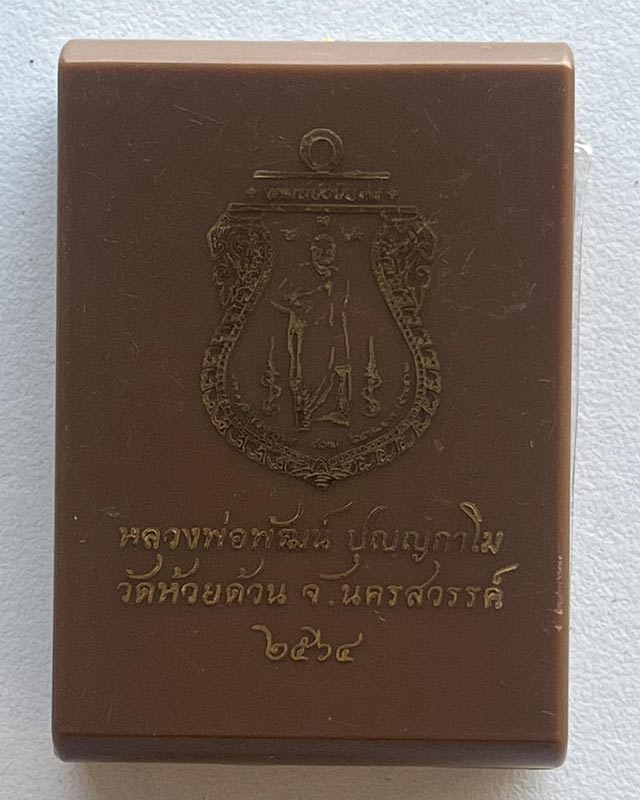 หลวงพ่อพัฒน์ ปุญญกาโม
วัดห้วยด้วน จ.นครสวรรค์
๒๕๖๔